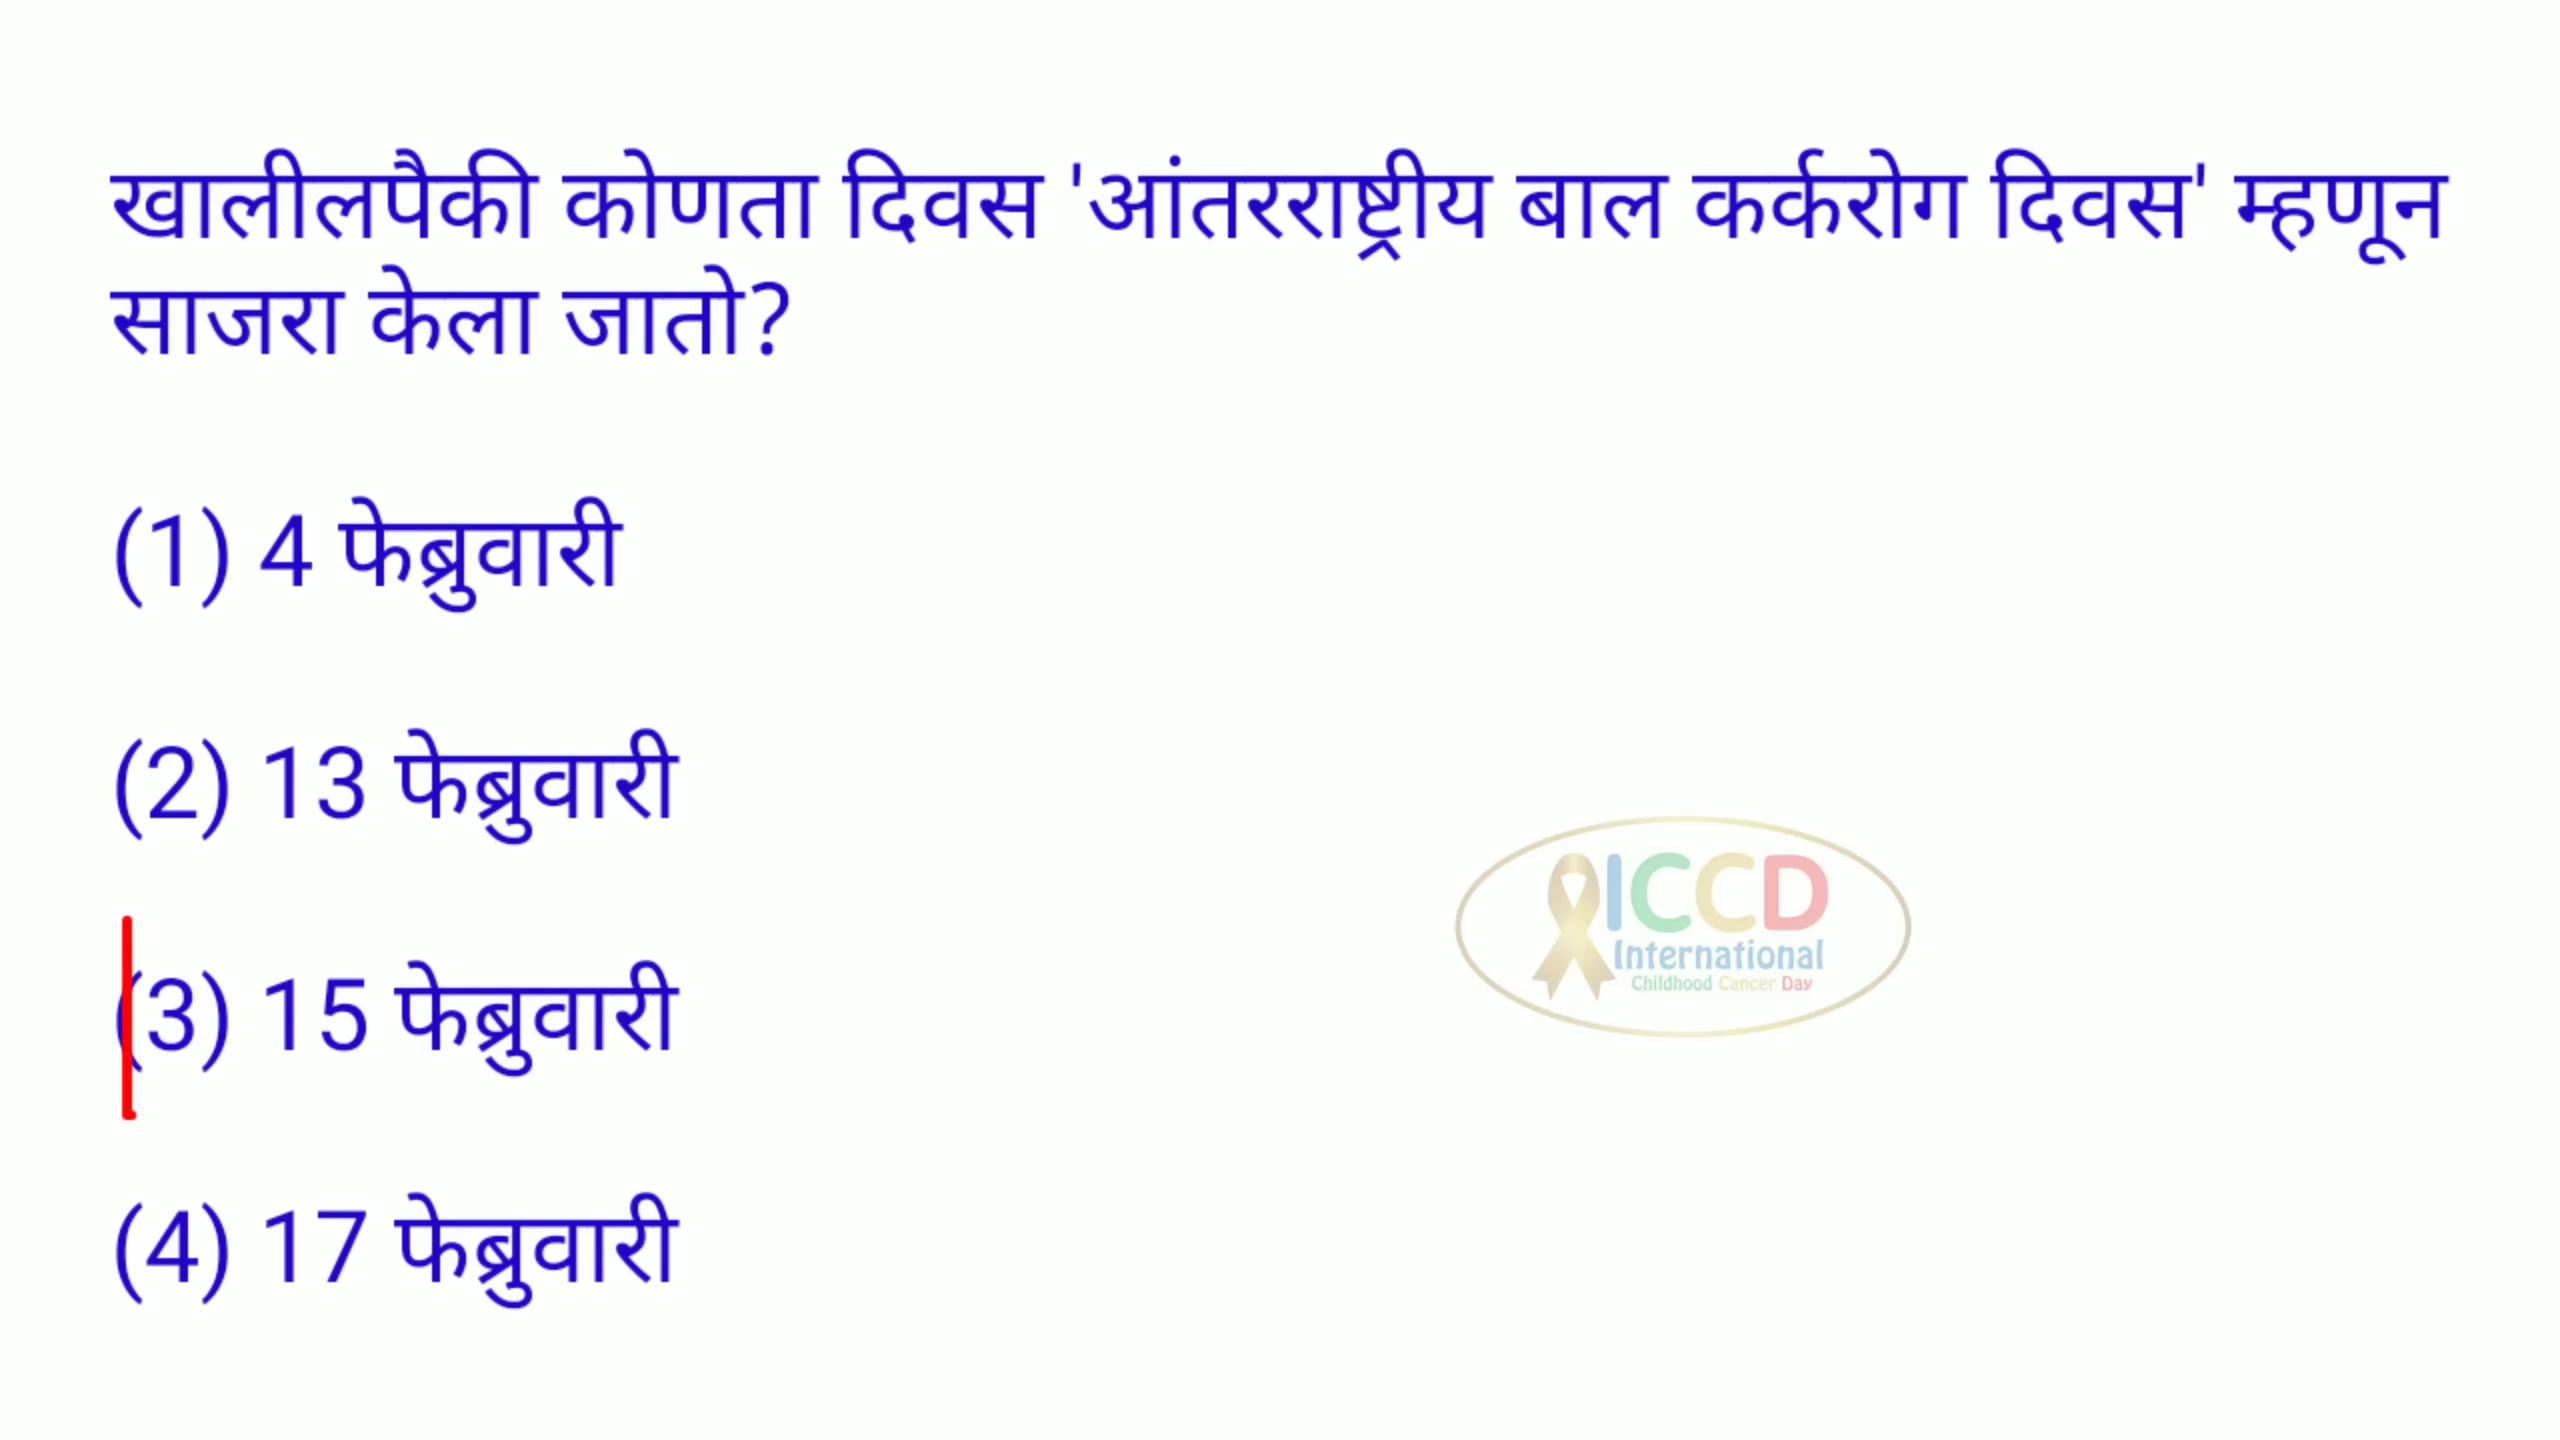 खालीलपैकी कोणता दिवस 'आंतरराष्ट्रीय बाल कर्करोग दिवस' म्हणून
साजरा केला जातो?
(1) 4 फेब्रुवारी
(2) 13 फेब्रुवारी
(3) 15 फेब्रुवारी
(4) 17 फेब्रुवारी
ICCD
International
Childhood Cancer Day